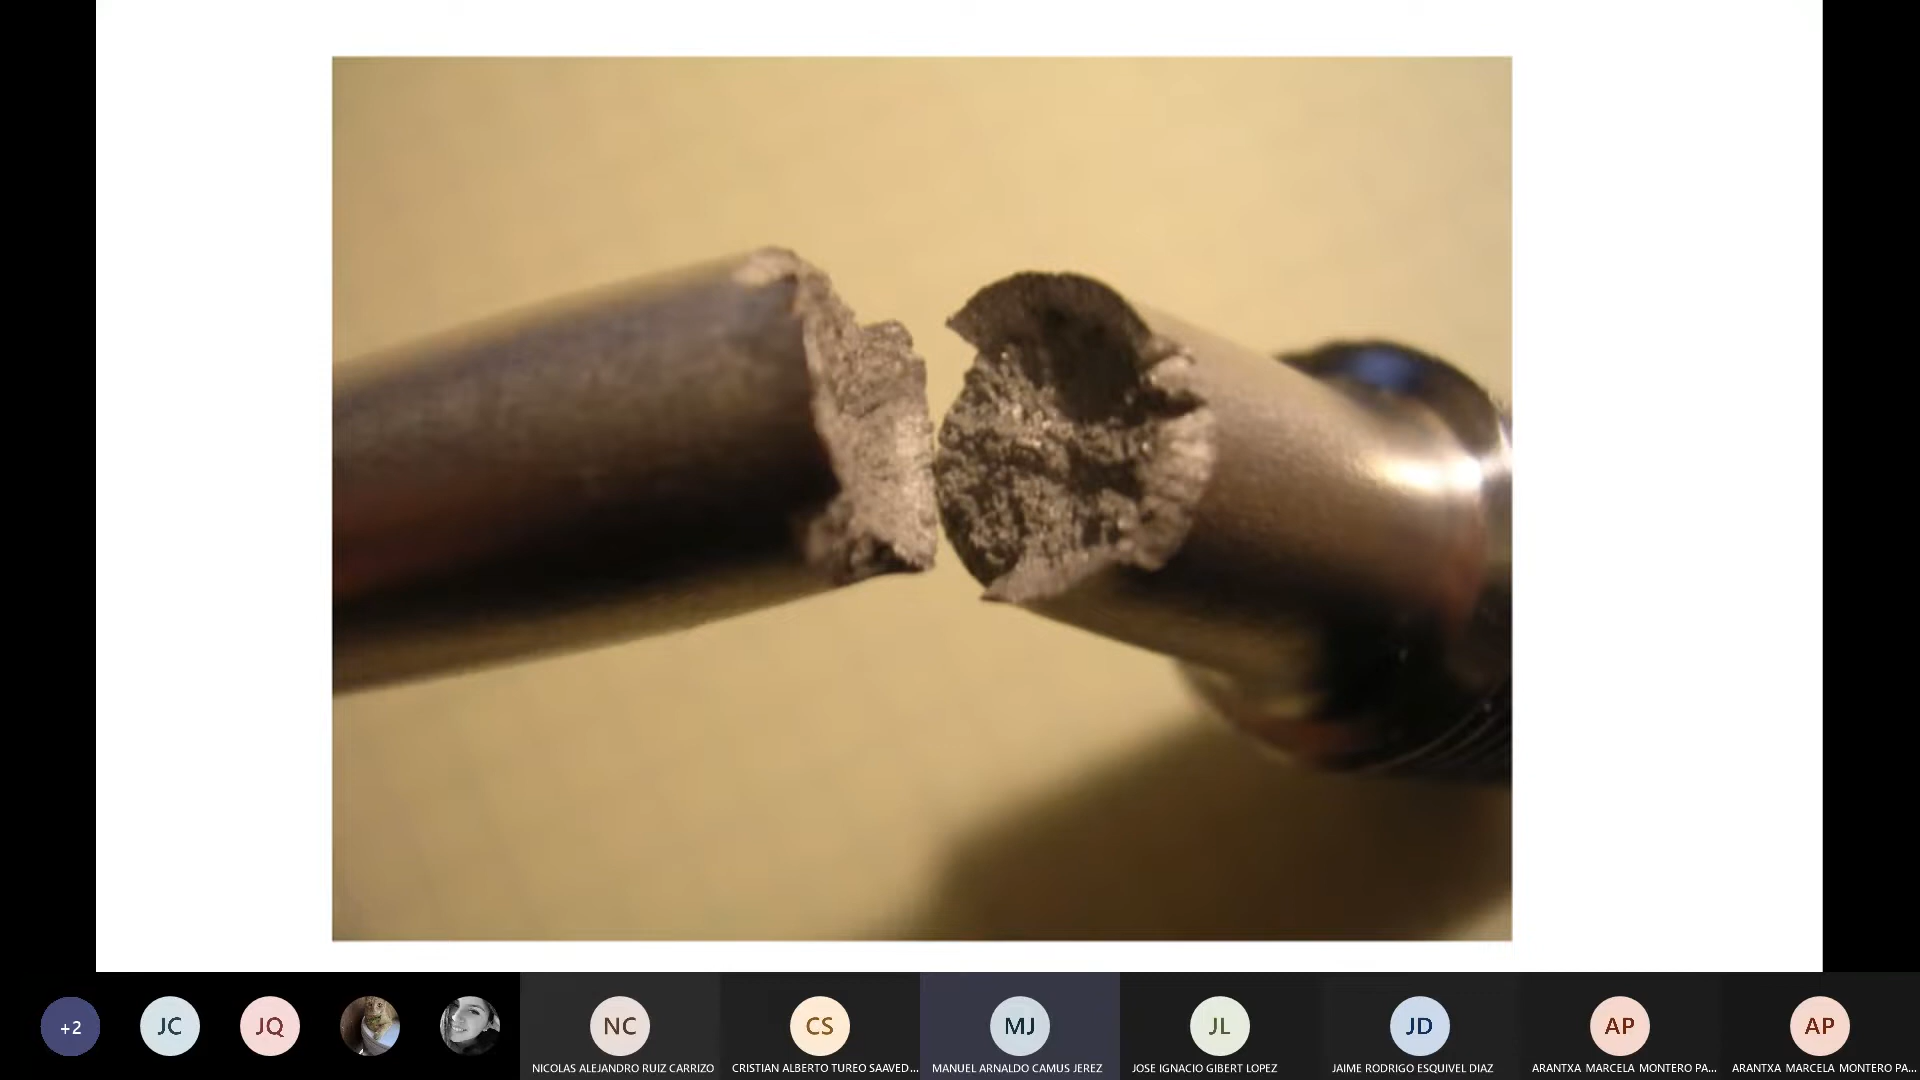 +2
JC
JQ
NC
CS
MJ
JL
JD
AP
AP
NICOLAS ALEJANDRO RUIZ CARRIZO
CRISTIAN ALBERTO TUREO SAAVED...
MANUEL ARNALDO CAMUS JEREZ
JOSE IGNACIO GIBERT LOPEZ
JAIME RODRIGO ESQUIVEL DIAZ
ARANTXA MARCELA MONTERO PA...
ARANTXA MARCELA MONTERO PA...